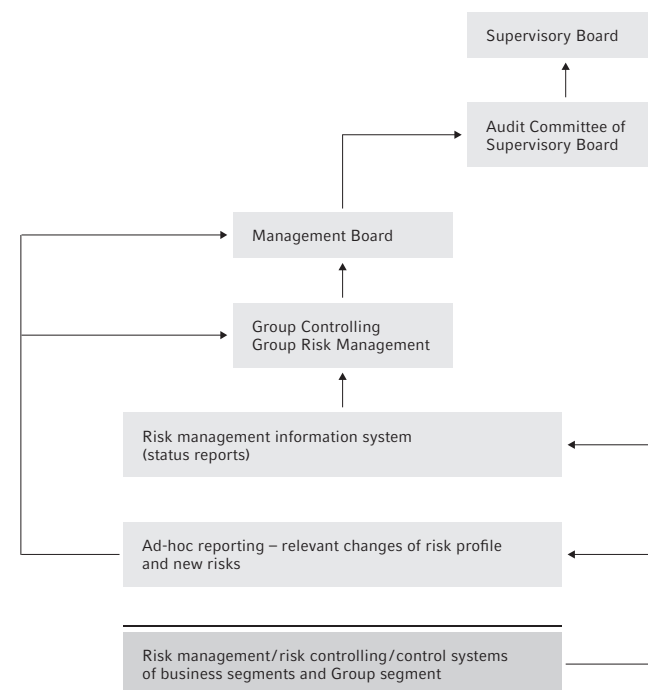 Supervisory Board
Audit Committee of
Supervisory Board
Management Board
Group Controlling
Group Risk Management
Risk management information system
(status reports)
Ad-hoc reporting – relevant changes of risk profile
and new risks
Risk management/risk controlling/control systems
of business segments and Group segment